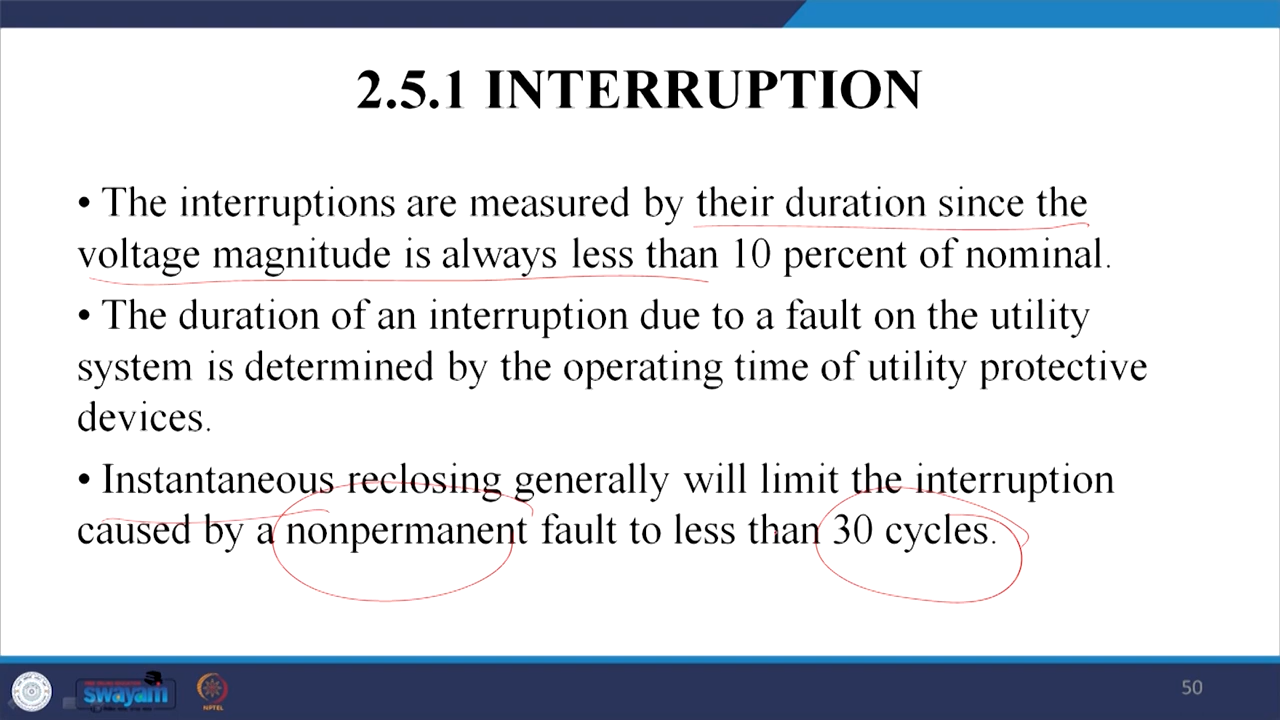 2.5.1 INTERRUPTION
• The interruptions are measured by their duration since the
voltage magnitude is always less than 10 percent of nominal.
• The duration of an interruption due to a fault on the utility
system is determined by the operating time of utility protective
devices.
• Instantaneous reclosing generally will limit the interruption
caused by a nonpermanent fault to less than 30 cycles.
swayam
NPTEL
50